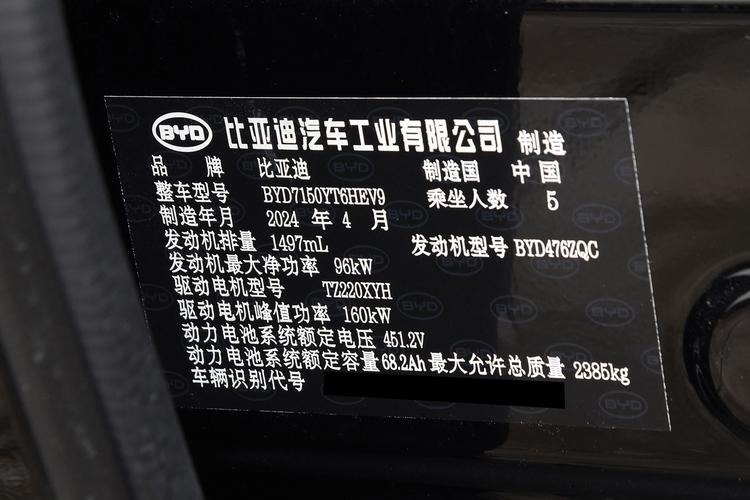 BYD 比亚迪汽车工业有限公司 制造
品 牌 比亚迪 制造国 中国
整车型号 BYD7150YT6HEV9 乘坐人数 5
制造年月 2024 年 4 月
发动机排量 1497mL 发动机型号 BYD476ZQC
发动机最大净功率 96kW
驱动电机型号 TZ220XYH
驱动电机峰值功率 160kW
动力电池系统额定电压 451.2V
动力电池系统额定容量 68.2Ah 最大允许总质量 2385kg
车辆识别代号